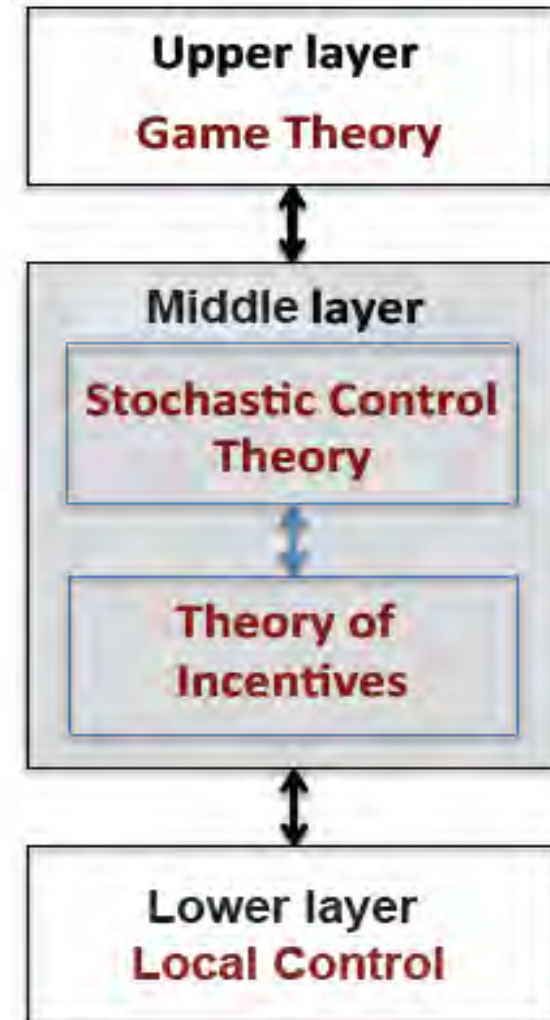 Upper layer
Game Theory
Middle layer
Stochastic Control
Theory
Theory of
Incentives
Lower layer
Local Control